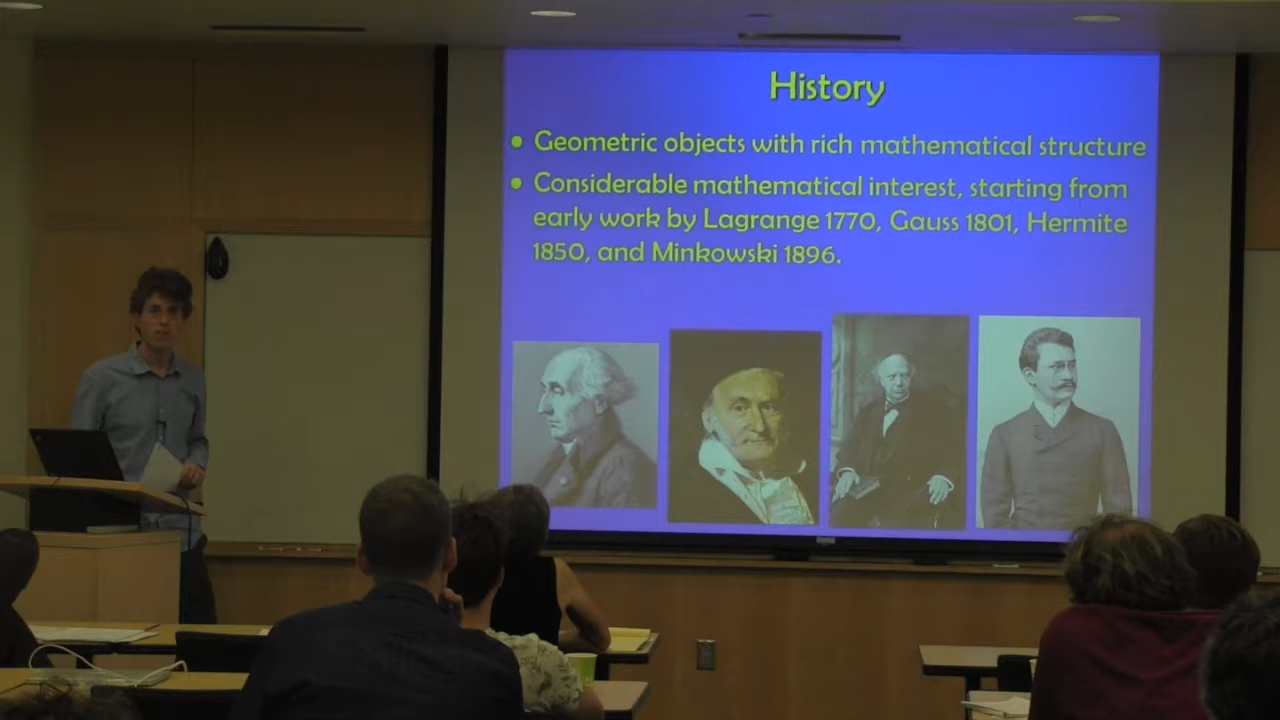 History
• Geometric objects with rich mathematical structure
• Considerable mathematical interest, starting from
early work by Lagrange 1770, Gauss 1801, Hermite
1850, and Minkowski 1896.